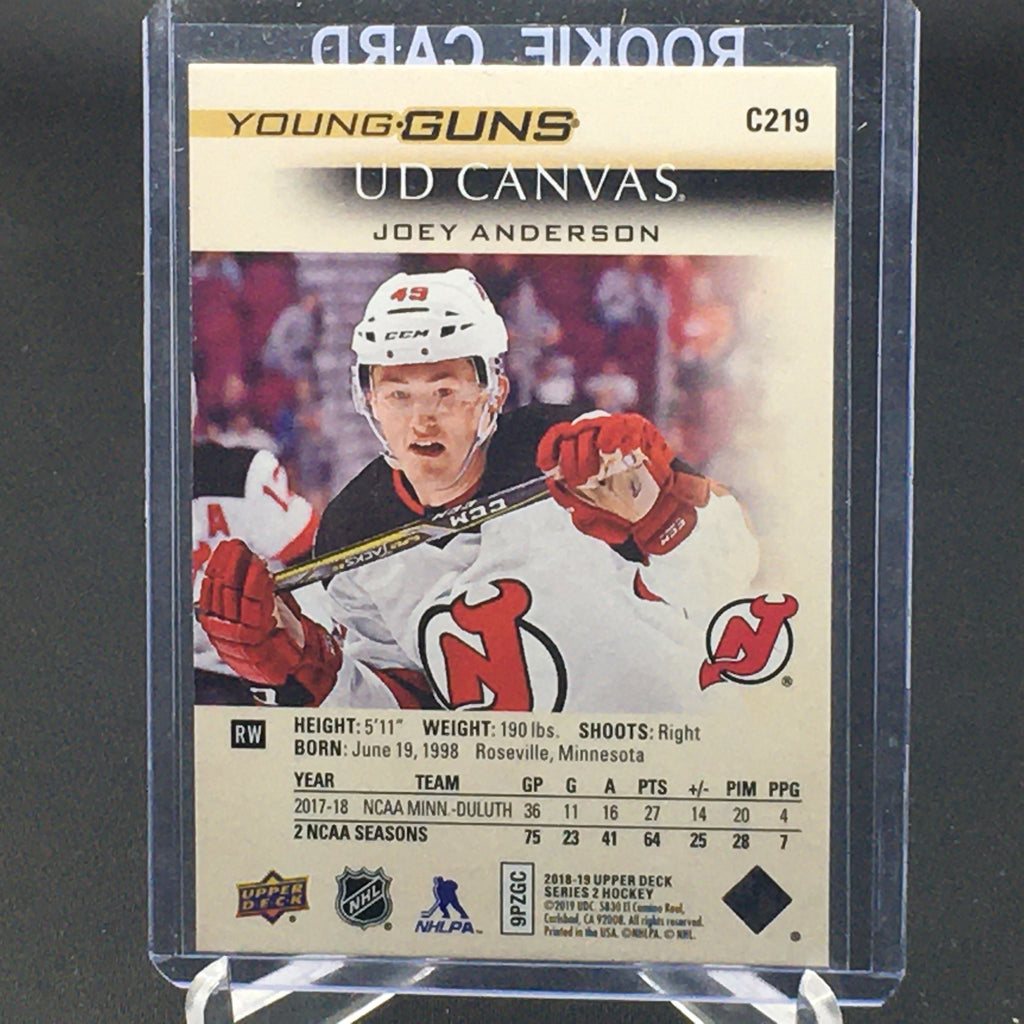 ROOKIE CARD
YOUNG GUNS
C219
UD CANVAS
JOEY ANDERSON
49
CCM
A
CCM
CCM
NJ
NJ
®
RW
HEIGHT: 5'11" WEIGHT: 190 lbs. SHOOTS: Right
BORN: June 19, 1998 Roseville, Minnesota
YEAR TEAM GP G A PTS +/- PIM PPG
2017-18 NCAA MINN.-DULUTH 36 11 16 27 14 20 4
2 NCAA SEASONS 75 23 41 64 25 28 7
UPPER DECK
NHL
NHLPA
9PZGC
2018-19 UPPER DECK
SERIES 2 HOCKEY
©2019 UDC. 5830 El Camino Real,
Carlsbad, CA 92008. All rights reserved.
Printed in the USA. ©NHLPA. © NHL.